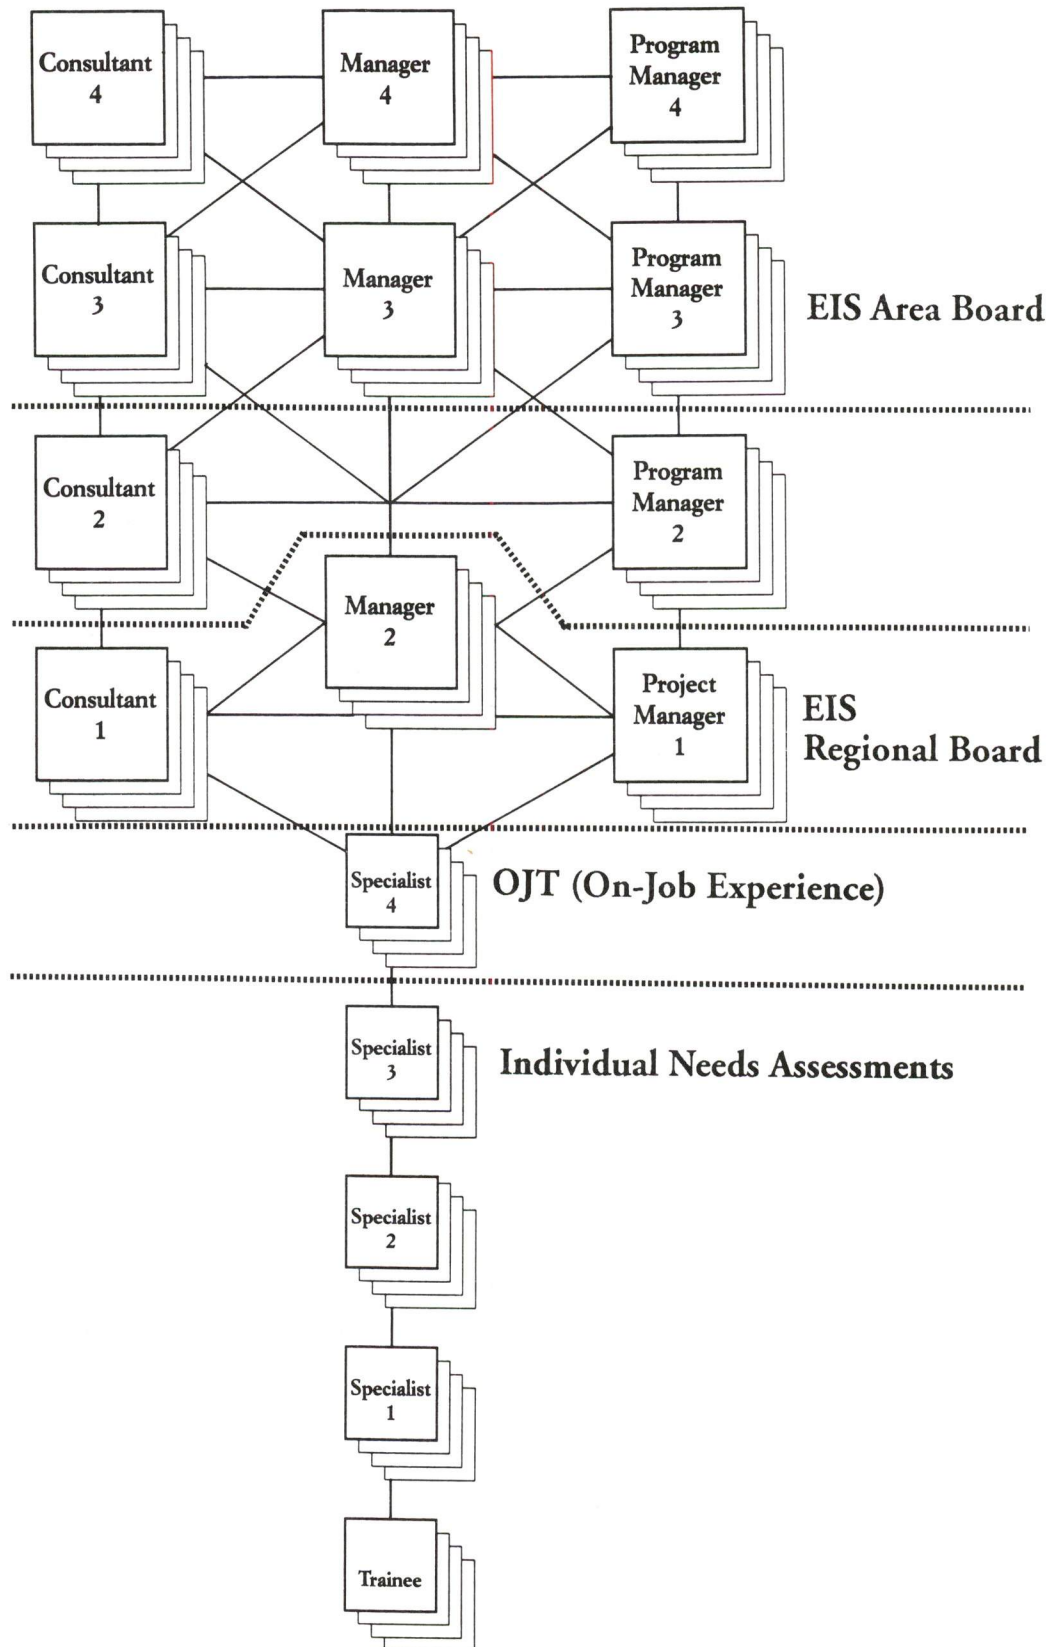 Consultant
4
Manager
4
Program
Manager
4
Consultant
3
Manager
3
Program
Manager
3
EIS Area Board
Consultant
2
Program
Manager
2
Manager
2
Consultant
1
Project
Manager
1
EIS
Regional Board
Specialist
4
OJT (On-Job Experience)
Specialist
3
Individual Needs Assessments
Specialist
2
Specialist
1
Trainee